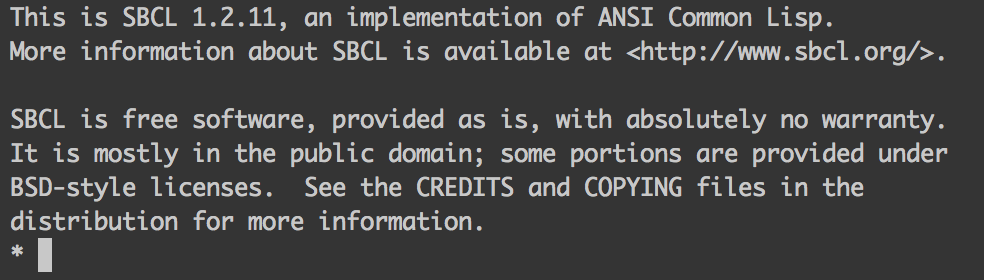 This is SBCL 1.2.11, an implementation of ANSI Common Lisp.
More information about SBCL is available at <http://www.sbcl.org/>.
SBCL is free software, provided as is, with absolutely no warranty.
It is mostly in the public domain; some portions are provided under
BSD-style licenses.  See the CREDITS and COPYING files in the
distribution for more information.
*